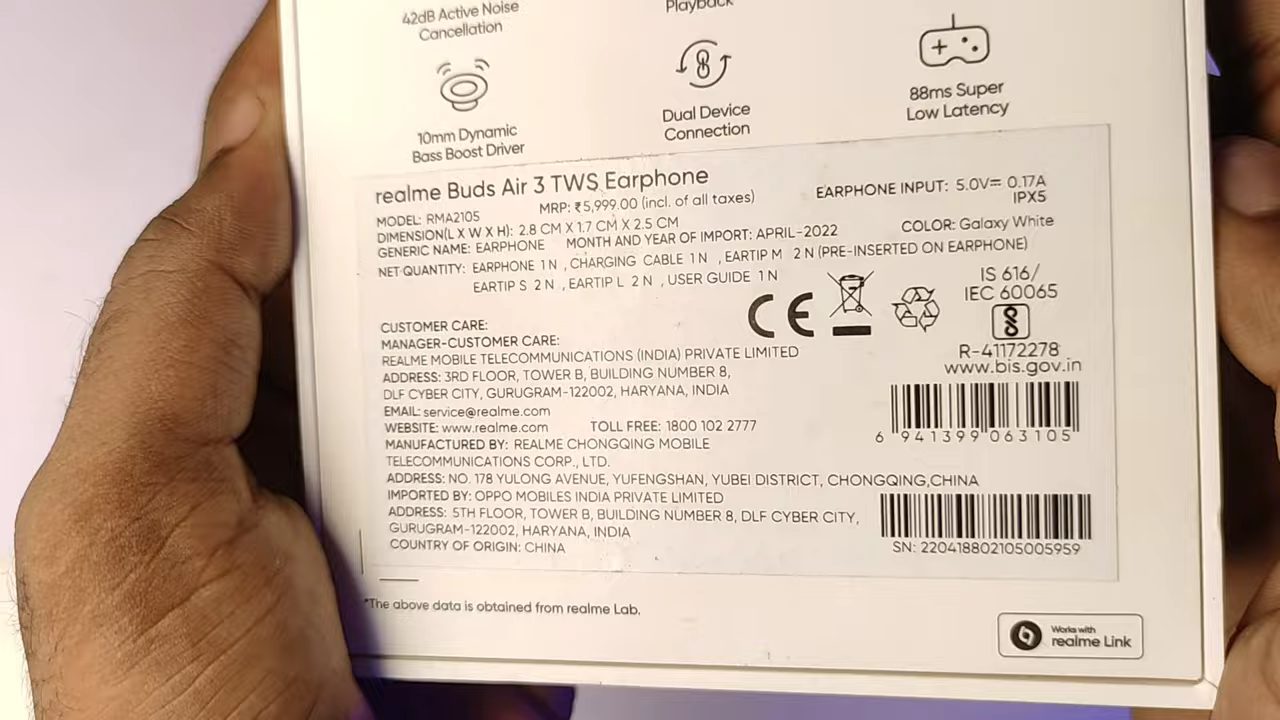 42dB Active Noise
Cancellation
Playback
10mm Dynamic
Bass Boost Driver
Dual Device
Connection
88ms Super
Low Latency
realme Buds Air 3 TWS Earphone
MODEL: RMA2105
MRP: ₹5,999.00 (incl. of all taxes)
EARPHONE INPUT: 5.0V⎓ 0.17A
IPX5
DIMENSION(L X W X H): 2.8 CM X 1.7 CM X 2.5 CM
GENERIC NAME: EARPHONE MONTH AND YEAR OF IMPORT: APRIL-2022
COLOR: Galaxy White
NET QUANTITY: EARPHONE 1 N , CHARGING CABLE 1 N , EARTIP M 2 N (PRE-INSERTED ON EARPHONE)
EARTIP S 2 N , EARTIP L 2 N , USER GUIDE 1 N
CE
IS 616/
IEC 60065
R-41172278
www.bis.gov.in
CUSTOMER CARE:
MANAGER-CUSTOMER CARE:
REALME MOBILE TELECOMMUNICATIONS (INDIA) PRIVATE LIMITED
ADDRESS: 3RD FLOOR, TOWER B, BUILDING NUMBER 8,
DLF CYBER CITY, GURUGRAM-122002, HARYANA, INDIA
EMAIL: service@realme.com
WEBSITE: www.realme.com TOLL FREE: 1800 102 2777
6 941399 063105
MANUFACTURED BY: REALME CHONGQING MOBILE
TELECOMMUNICATIONS CORP., LTD.
ADDRESS: NO. 178 YULONG AVENUE, YUFENGSHAN, YUBEI DISTRICT, CHONGQING,CHINA
IMPORTED BY: OPPO MOBILES INDIA PRIVATE LIMITED
ADDRESS: 5TH FLOOR, TOWER B, BUILDING NUMBER 8, DLF CYBER CITY,
GURUGRAM-122002, HARYANA, INDIA
COUNTRY OF ORIGIN: CHINA
SN: 220418802105005959
*The above data is obtained from realme Lab.
Works with
realme Link